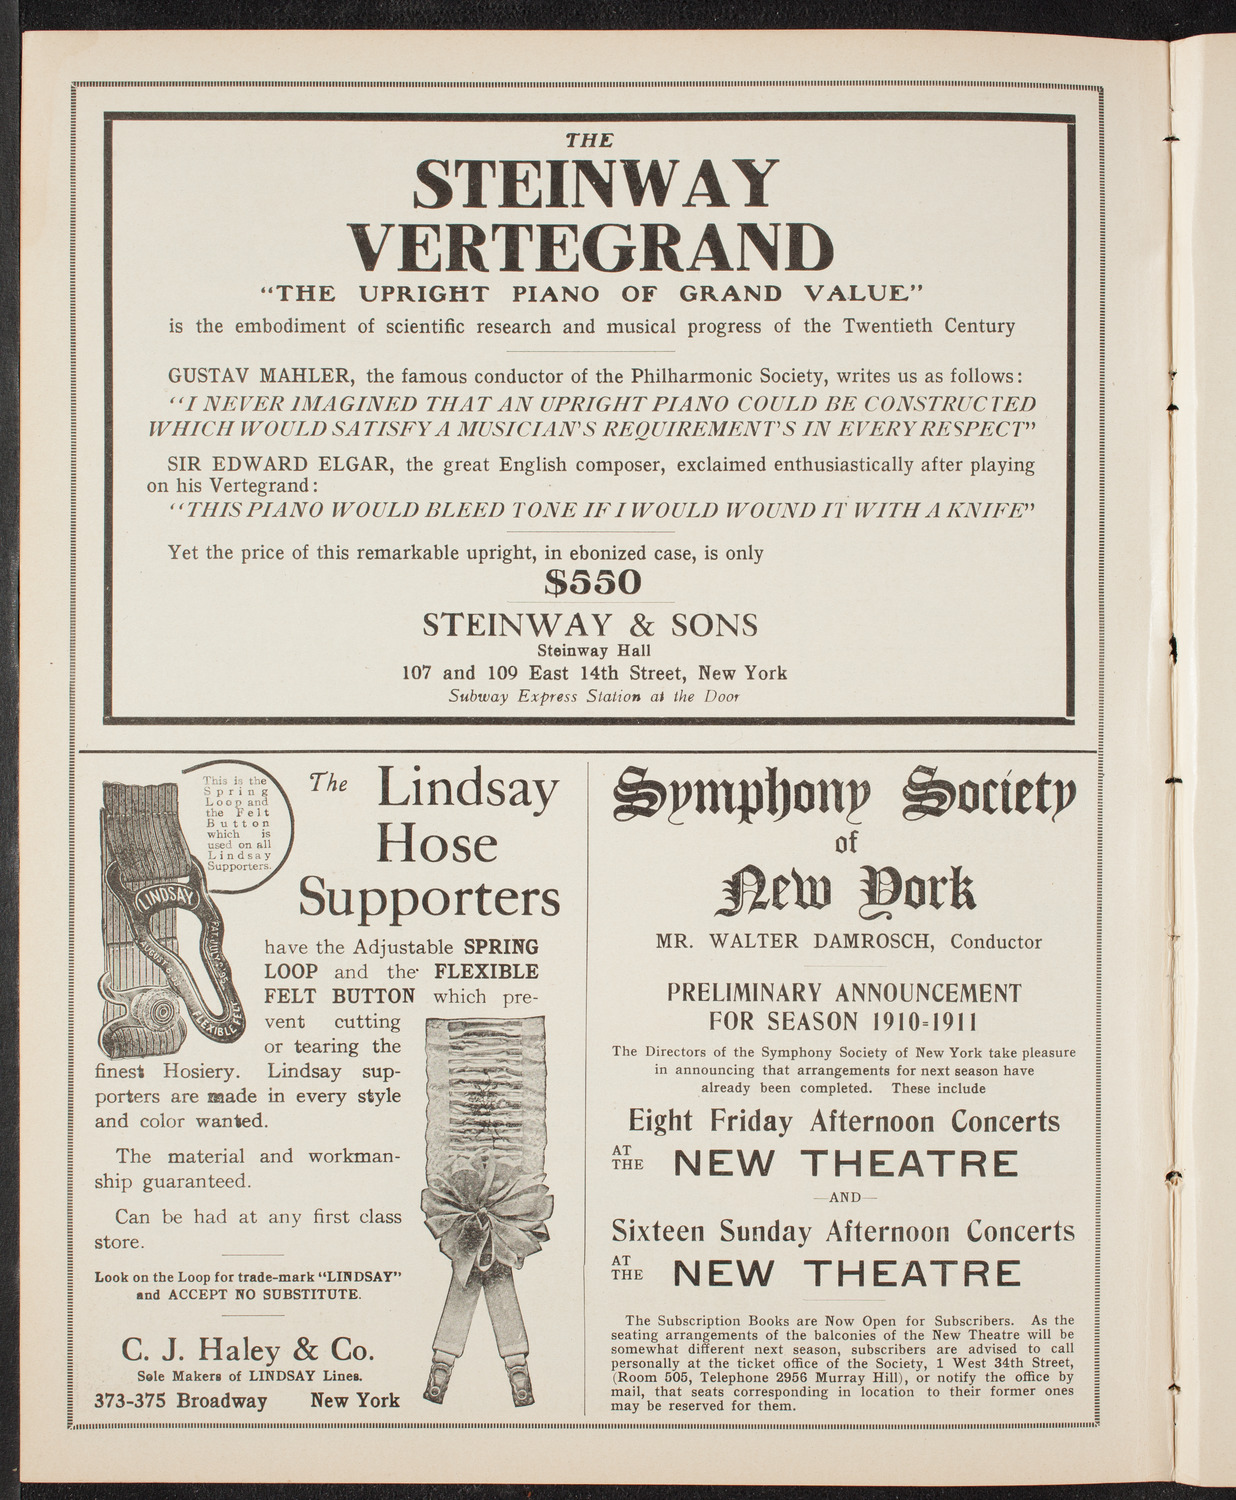 THE
STEINWAY
VERTEGRAND
"THE UPRIGHT PIANO OF GRAND VALUE"
is the embodiment of scientific research and musical progress of the Twentieth Century
GUSTAV MAHLER, the famous conductor of the Philharmonic Society, writes us as follows:
"I NEVER IMAGINED THAT AN UPRIGHT PIANO COULD BE CONSTRUCTED
WHICH WOULD SATISFY A MUSICIAN'S REQUIREMENT'S IN EVERY RESPECT"
SIR EDWARD ELGAR, the great English composer, exclaimed enthusiastically after playing
on his Vertegrand:
"THIS PIANO WOULD BLEED TONE IF I WOULD WOUND IT WITH A KNIFE"
Yet the price of this remarkable upright, in ebonized case, is only
$550
STEINWAY & SONS
Steinway Hall
107 and 109 East 14th Street, New York
Subway Express Station at the Door
This is the
Spring
Loop and
the Felt
Button
which is
used on all
Lindsay
Supporters.
LINDSAY
PAT. JULY 2-95
AUGUST 6-99
FLEXIBLE FELT
The Lindsay
Hose
Supporters
have the Adjustable SPRING
LOOP and the FLEXIBLE
FELT BUTTON which pre-
vent cutting
or tearing the
finest Hosiery. Lindsay sup-
porters are made in every style
and color wanted.
The material and workman-
ship guaranteed.
Can be had at any first class
store.
Look on the Loop for trade-mark "LINDSAY"
and ACCEPT NO SUBSTITUTE.
C. J. Haley & Co.
Sole Makers of LINDSAY Lines.
373-375 Broadway New York
Symphony Society
of
New York
MR. WALTER DAMROSCH, Conductor
PRELIMINARY ANNOUNCEMENT
FOR SEASON 1910-1911
The Directors of the Symphony Society of New York take pleasure
in announcing that arrangements for next season have
already been completed. These include
Eight Friday Afternoon Concerts
AT THE NEW THEATRE
—AND—
Sixteen Sunday Afternoon Concerts
AT THE NEW THEATRE
The Subscription Books are Now Open for Subscribers. As the
seating arrangements of the balconies of the New Theatre will be
somewhat different next season, subscribers are advised to call
personally at the ticket office of the Society, 1 West 34th Street,
(Room 505, Telephone 2956 Murray Hill), or notify the office by
mail, that seats corresponding in location to their former ones
may be reserved for them.